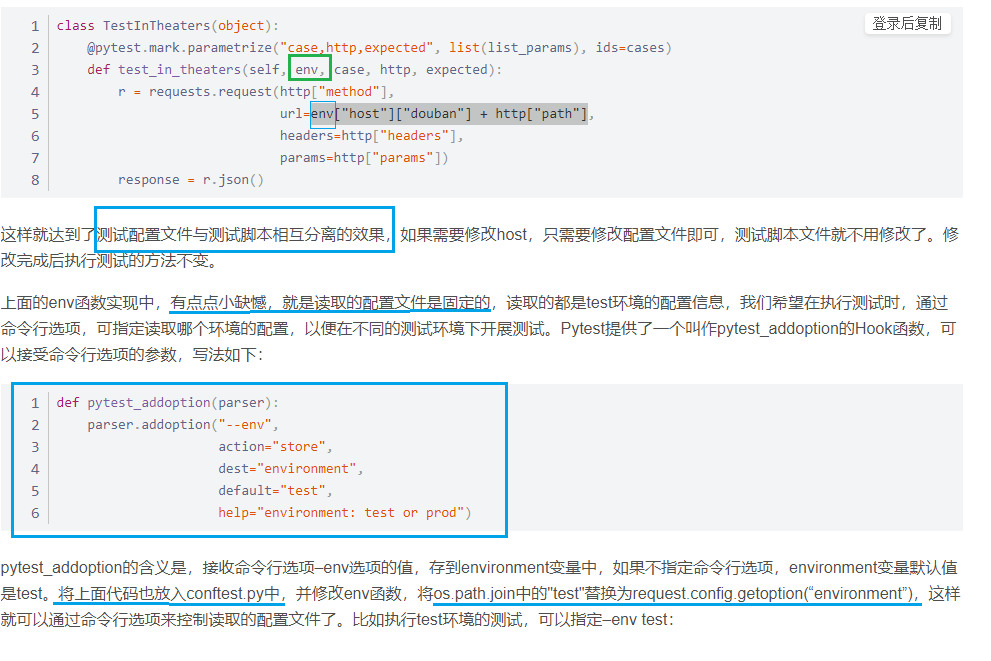 登录后复制
1 class TestInTheaters(object):
2 @pytest.mark.parametrize("case,http,expected", list(list_params), ids=cases)
3 def test_in_theaters(self, env, case, http, expected):
4 r = requests.request(http["method"],
5 url=env["host"]["douban"] + http["path"],
6 headers=http["headers"],
7 params=http["params"])
8 response = r.json()
这样就达到了测试配置文件与测试脚本相互分离的效果，如果需要修改host，只需要修改配置文件即可，测试脚本文件就不用修改了。修
改完成后执行测试的方法不变。
上面的env函数实现中，有点点小缺憾，就是读取的配置文件是固定的，读取的都是test环境的配置信息，我们希望在执行测试时，通过
命令行选项，可指定读取哪个环境的配置，以便在不同的测试环境下开展测试。Pytest提供了一个叫作pytest_addoption的Hook函数，可
以接受命令行选项的参数，写法如下：
1 def pytest_addoption(parser):
2 parser.addoption("--env",
3 action="store",
4 dest="environment",
5 default="test",
6 help="environment: test or prod")
pytest_addoption的含义是，接收命令行选项–env选项的值，存到environment变量中，如果不指定命令行选项，environment变量默认值
是test。将上面代码也放入conftest.py中，并修改env函数，将os.path.join中的"test"替换为request.config.getoption(“environment”)，这样
就可以通过命令行选项来控制读取的配置文件了。比如执行test环境的测试，可以指定–env test：